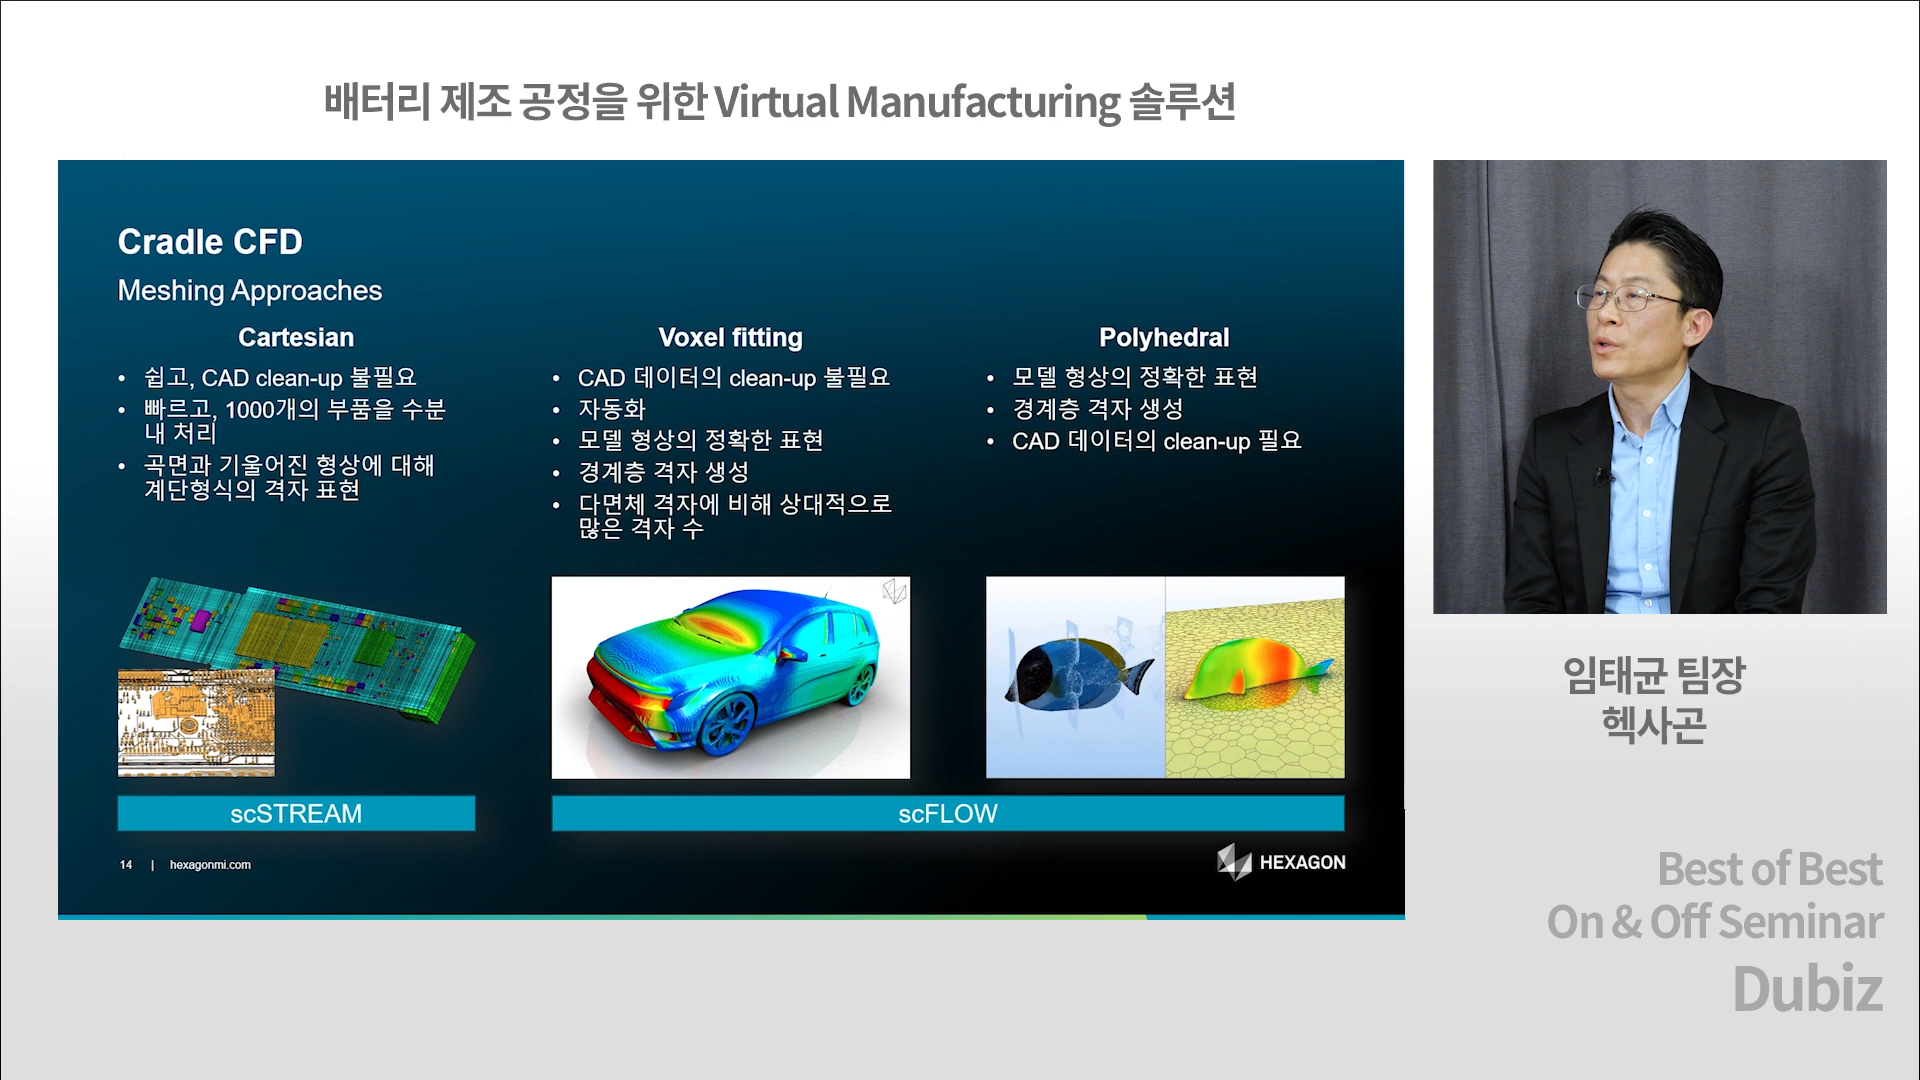 배터리 제조 공정을 위한 Virtual Manufacturing 솔루션
Cradle CFD
Meshing Approaches
Cartesian
• 쉽고, CAD clean-up 불필요
• 빠르고, 1000개의 부품을 수분
내 처리
• 곡면과 기울어진 형상에 대해
계단형식의 격자 표현
scSTREAM
Voxel fitting
• CAD 데이터의 clean-up 불필요
• 자동화
• 모델 형상의 정확한 표현
• 경계층 격자 생성
• 다면체 격자에 비해 상대적으로
많은 격자 수
Polyhedral
• 모델 형상의 정확한 표현
• 경계층 격자 생성
• CAD 데이터의 clean-up 필요
scFLOW
14 | hexagonmi.com
HEXAGON
임태균 팀장
헥사곤
Best of Best
On & Off Seminar
Dubiz